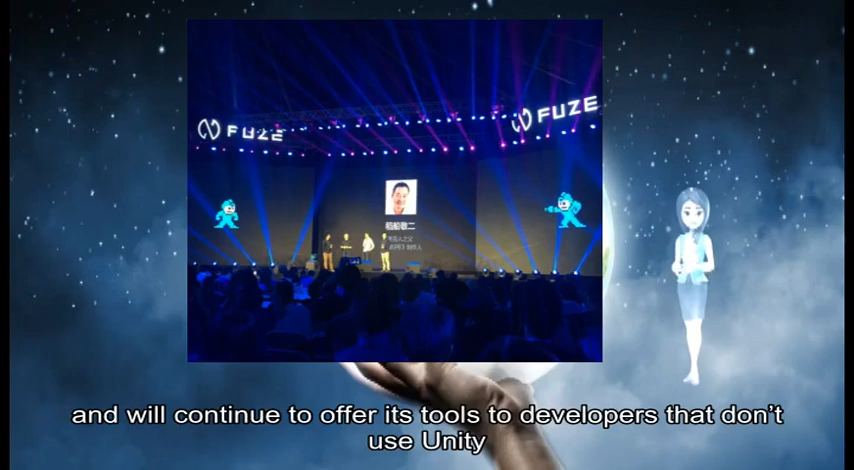 FUZE
FUZE
稻船敬二
and will continue to offer its tools to developers that don't
use Unity